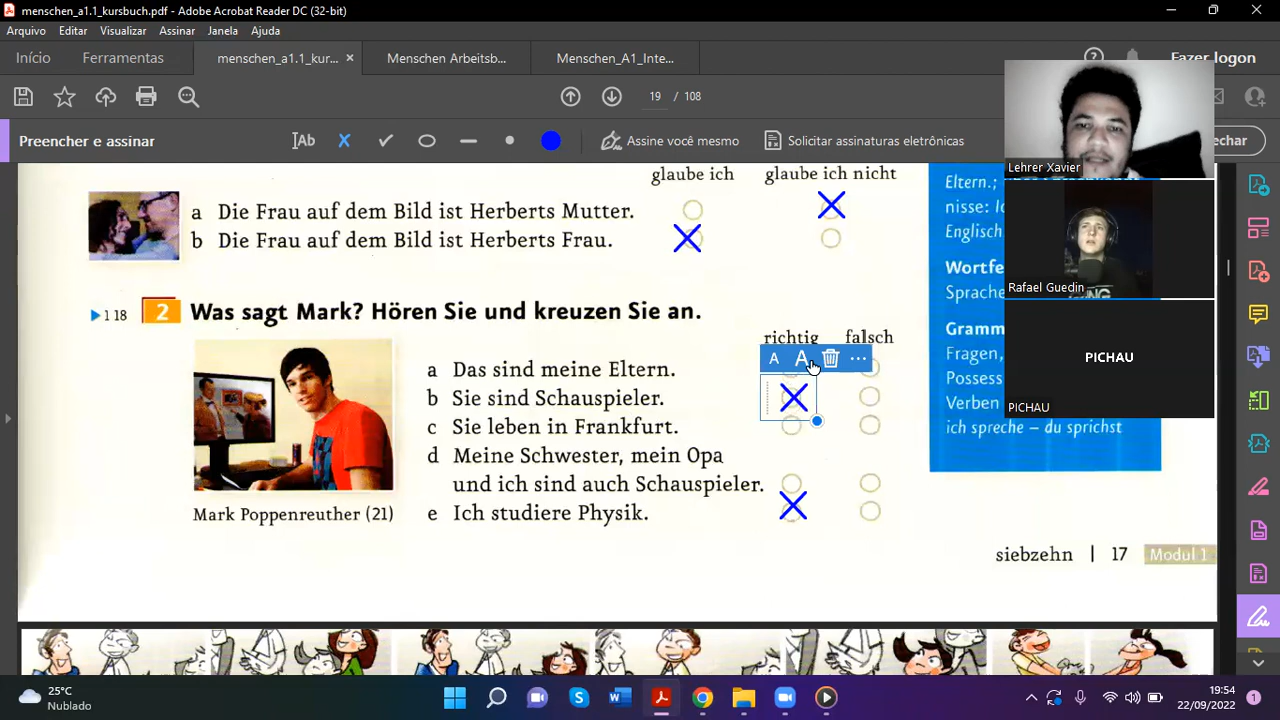 menschen_a1.1_kursbuch.pdf - Adobe Acrobat Reader DC (32-bit)
Arquivo Editar Visualizar Assinar Janela Ajuda
Início Ferramentas menschen_a1.1_kur... × Menschen Arbeitsb... Menschen_A1_Inte... Fazer logon
19 / 108
Preencher e assinar
Ab
Assine você mesmo
Solicitar assinaturas eletrônicas
echar
Lehrer Xavier
Rafael Guedin
PICHAU
PICHAU
glaube ich glaube ich nicht
a Die Frau auf dem Bild ist Herberts Mutter.
b Die Frau auf dem Bild ist Herberts Frau.
1 18 2 Was sagt Mark? Hören Sie und kreuzen Sie an.
richtig falsch
A A ...
a Das sind meine Eltern.
b Sie sind Schauspieler.
c Sie leben in Frankfurt.
d Meine Schwester, mein Opa
und ich sind auch Schauspieler.
e Ich studiere Physik.
Mark Poppenreuther (21)
Eltern.;
nisse: Ic
Englisch
Wortfe
Sprache
Gramm
Fragen,
Possess
Verben
ich spreche – du sprichst
siebzehn | 17 Modul 1
25°C
Nublado
19:54
22/09/2022
1